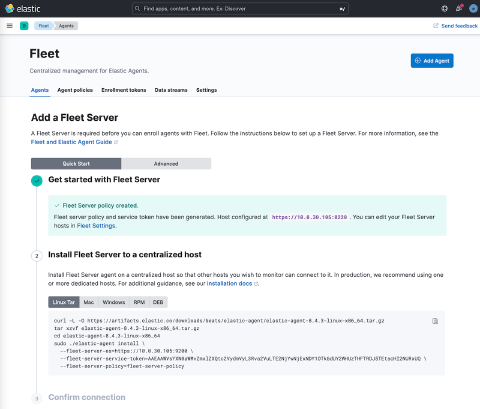 elastic
Find apps, content, and more. Ex: Discover
Fleet
Agents
Send feedback
Fleet
Centralized management for Elastic Agents.
Add Agent
Agents
Agent policies
Enrollment tokens
Data streams
Settings
Add a Fleet Server
A Fleet Server is required before you can enroll agents with Fleet. Follow the instructions below to set up a Fleet Server. For more information, see the
Fleet and Elastic Agent Guide
Quick Start
Advanced
Get started with Fleet Server
Fleet Server policy created.
Fleet server policy and service token have been generated. Host configured at https://10.0.30.105:8220 . You can edit your Fleet Server
hosts in Fleet Settings.
2
Install Fleet Server to a centralized host
Install Fleet Server agent on a centralized host so that other hosts you wish to monitor can connect to it. In production, we recommend using one
or more dedicated hosts. For additional guidance, see our installation docs
Linux Tar
Mac
Windows
RPM
DEB
curl -L -O https://artifacts.elastic.co/downloads/beats/elastic-agent/elastic-agent-8.4.3-linux-x86_64.tar.gz
tar xzvf elastic-agent-8.4.3-linux-x86_64.tar.gz
cd elastic-agent-8.4.3-linux-x86_64
sudo ./elastic-agent install \
--fleet-server-es=https://10.0.30.105:9200 \
--fleet-server-policy=fleet-server-policy
3
Confirm connection